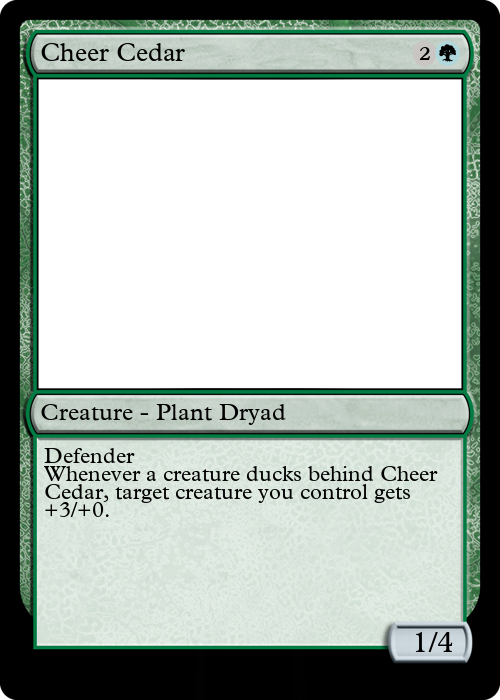 Cheer Cedar 2
Creature - Plant Dryad
Defender
Whenever a creature ducks behind Cheer
Cedar, target creature you control gets
+3/+0.
1/4